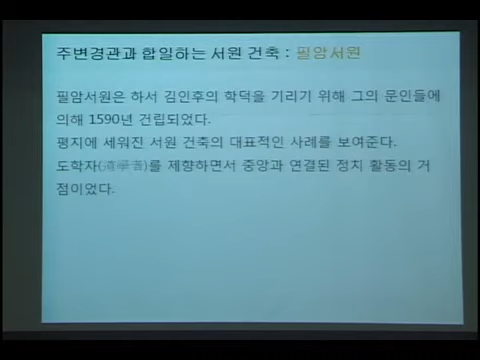 주변경관과 합일하는 서원 건축 : 필암서원
필암서원은 하서 김인후의 학덕을 기리기 위해 그의 문인들에
의해 1590년 건립되었다.
평지에 세워진 서원 건축의 대표적인 사례를 보여준다.
도학자(道學者)를 제향하면서 중앙과 연결된 정치 활동의 거
점이었다.